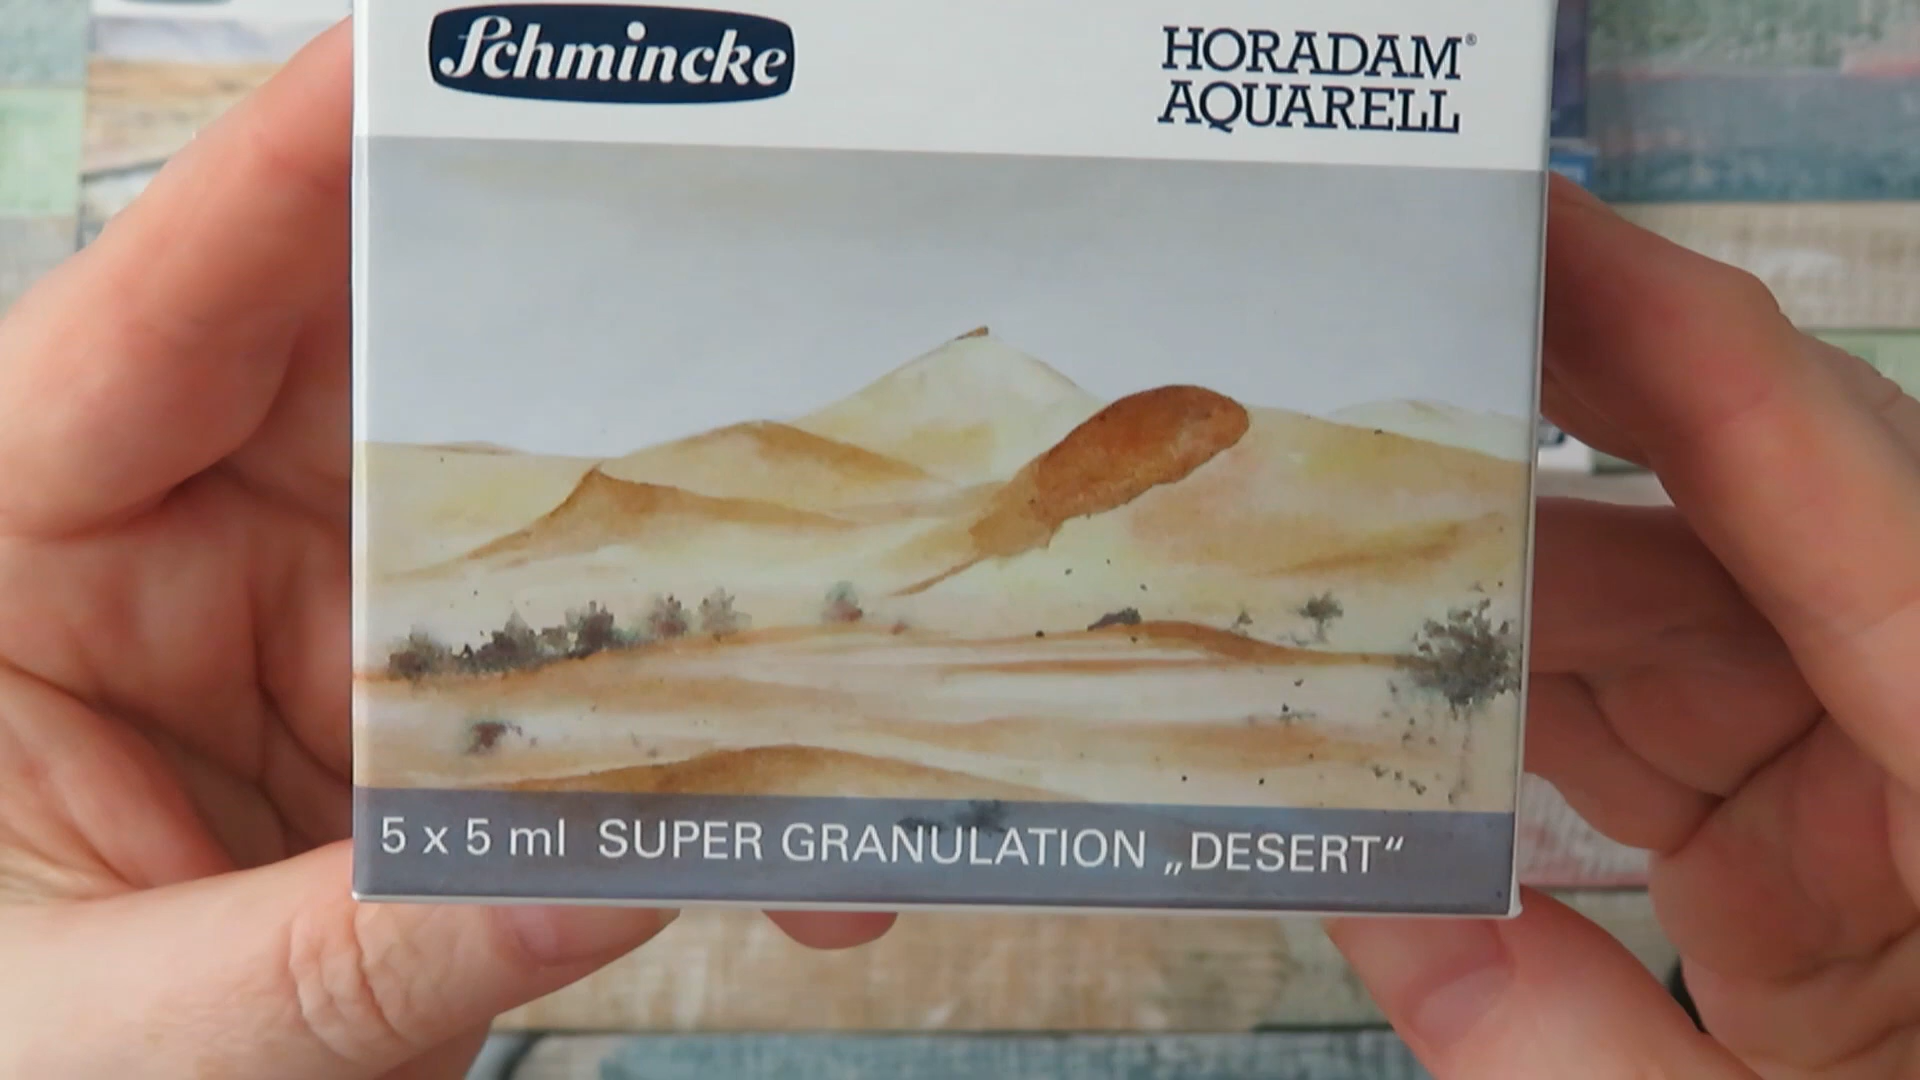 Schmincke
HORADAM®
AQUARELL
5 x 5 ml SUPER GRANULATION „DESERT“